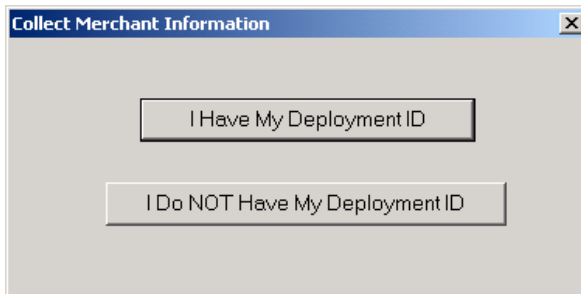 Collect Merchant Information
I Have My Deployment ID
I Do NOT Have My Deployment ID